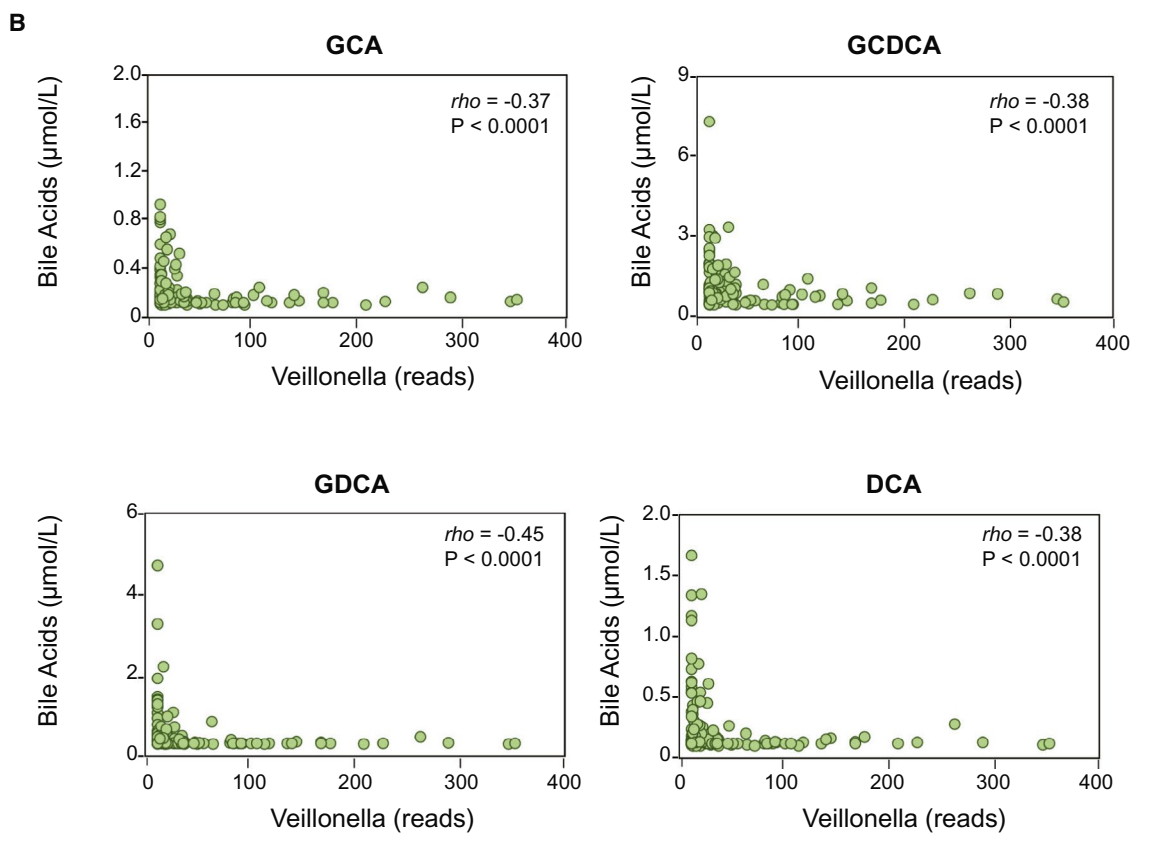 B
GCA
Bile Acids (μmol/L)
2.0
1.6
1.2
0.8
0.4
0
rho = -0.37
P < 0.0001
0 100 200 300 400
Veillonella (reads)
GCDCA
Bile Acids (μmol/L)
9
6
3
0
rho = -0.38
P < 0.0001
0 100 200 300 400
Veillonella (reads)
GDCA
Bile Acids (μmol/L)
6
4
2
0
rho = -0.45
P < 0.0001
0 100 200 300 400
Veillonella (reads)
DCA
Bile Acids (μmol/L)
2.0
1.5
1.0
0.5
0
rho = -0.38
P < 0.0001
0 100 200 300 400
Veillonella (reads)